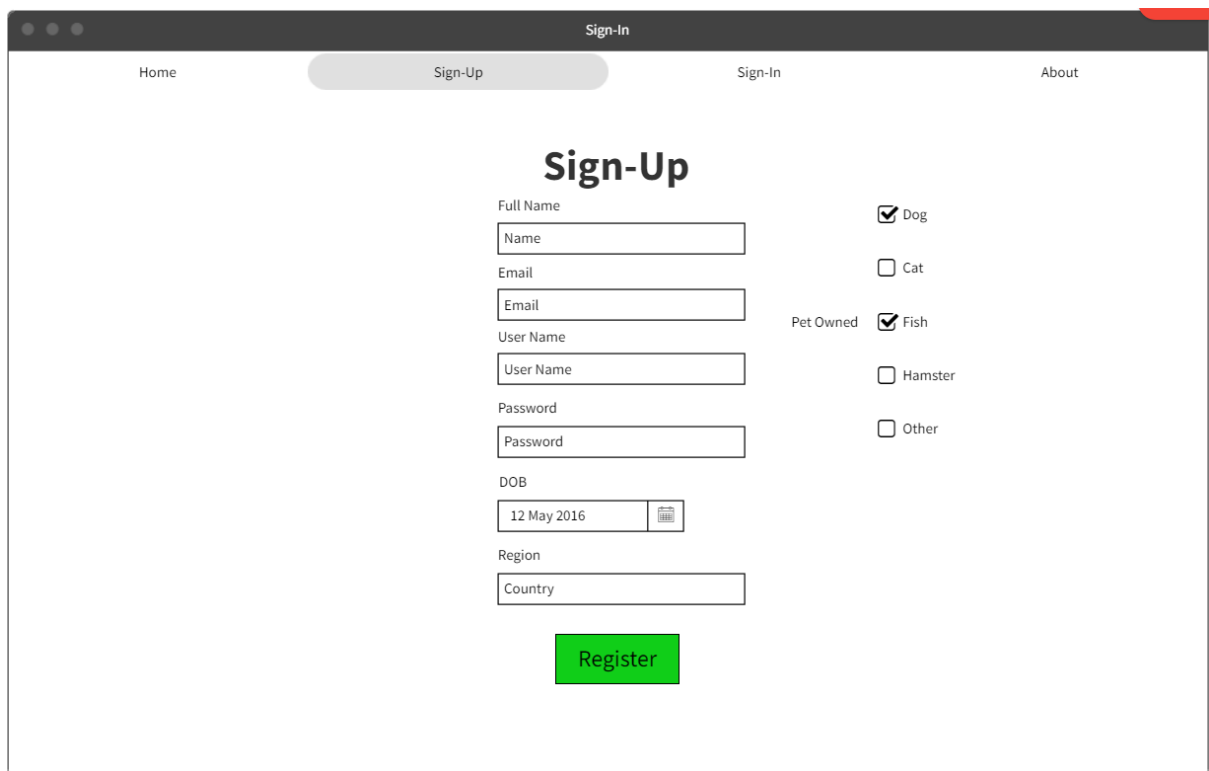 Sign-In
Home Sign-Up Sign-In About
Sign-Up
Full Name
Name
Email
Email
User Name
User Name
Password
Password
DOB
12 May 2016
Region
Country
Register
Pet Owned
Dog
Cat
Fish
Hamster
Other